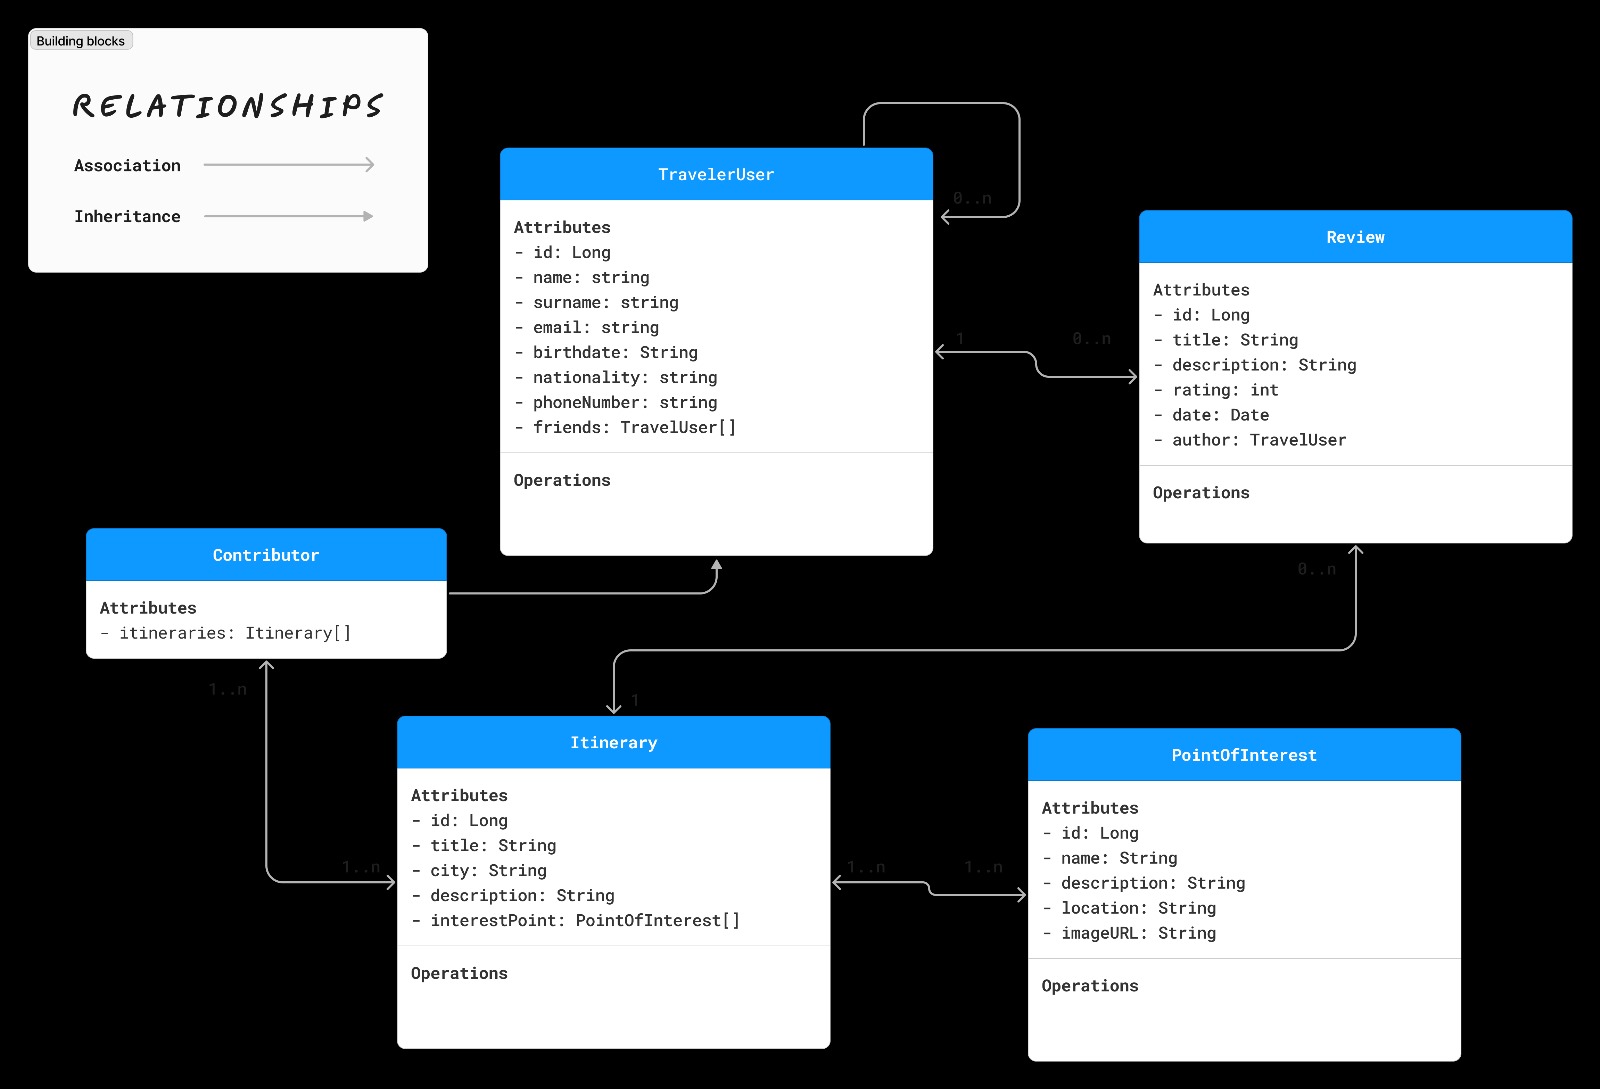 Building blocks
RELATIONSHIPS
Association
Inheritance
TravelerUser
Attributes
- id: Long
- name: string
- surname: string
- email: string
- birthdate: String
- nationality: string
- phoneNumber: string
- friends: TravelUser[]
Operations
0..n
1
0..n
Review
Attributes
- id: Long
- title: String
- description: String
- rating: int
- date: Date
- author: TravelUser
Operations
0..n
Contributor
Attributes
- itineraries: Itinerary[]
1..n
1..n
1
Itinerary
Attributes
- id: Long
- title: String
- city: String
- description: String
- interestPoint: PointOfInterest[]
Operations
1..n
1..n
PointOfInterest
Attributes
- id: Long
- name: String
- description: String
- location: String
- imageURL: String
Operations